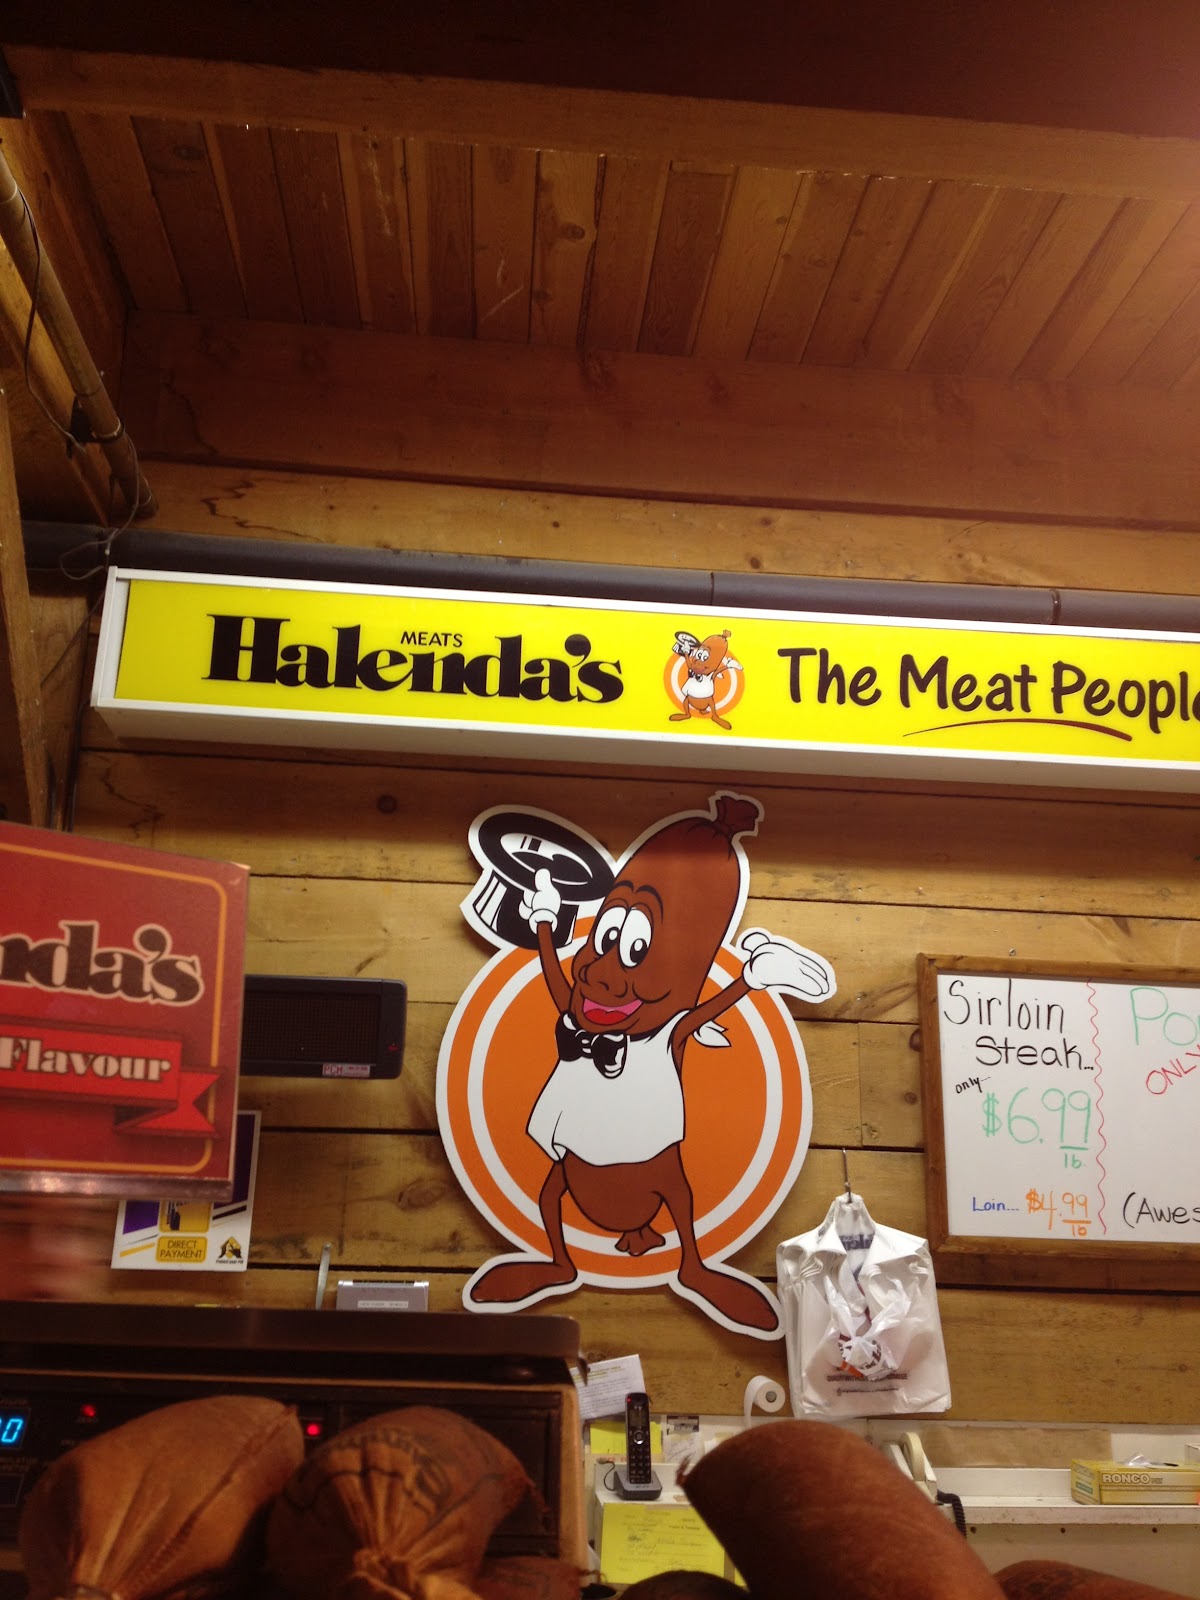 MEATS
Halenda's
The Meat People
nda's
Flavour
DIRECT
PAYMENT
Sirloin
Steak...
only
$6.99
lb.
Loin... $4.99
lb
Po
ONLY
(Awes
RONCO